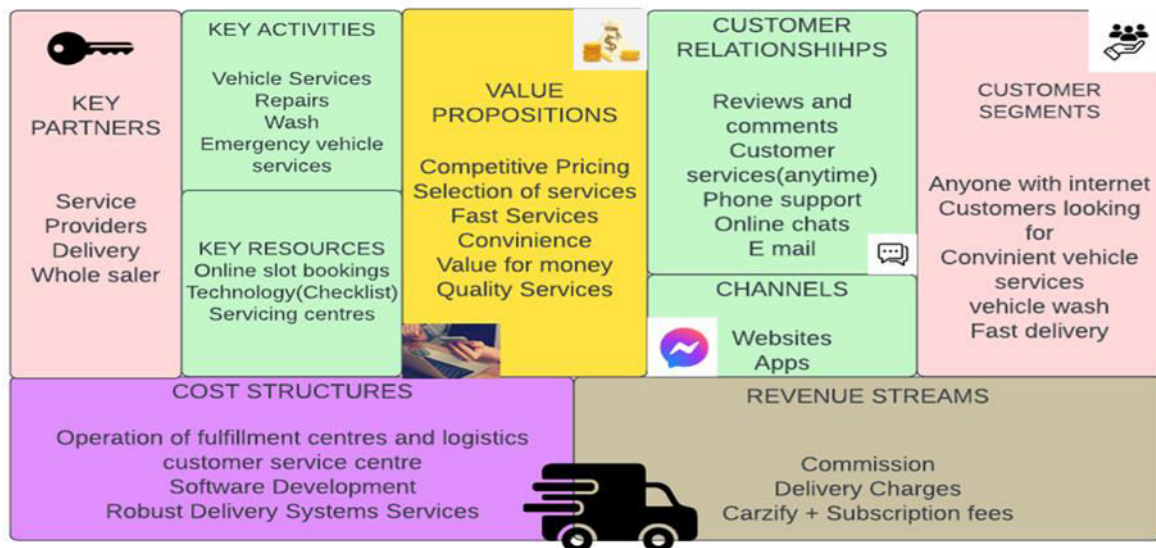 KEY
PARTNERS
Service
Providers
Delivery
Whole saler
KEY ACTIVITIES
Vehicle Services
Repairs
Wash
Emergency vehicle
services
KEY RESOURCES
Online slot bookings
Technology(Checklist)
Servicing centres
VALUE
PROPOSITIONS
Competitive Pricing
Selection of services
Fast Services
Convinience
Value for money
Quality Services
CUSTOMER
RELATIONSHIHPS
Reviews and
comments
Customer
services(anytime)
Phone support
Online chats
E mail
CHANNELS
Websites
Apps
CUSTOMER
SEGMENTS
Anyone with internet
Customers looking
for
Convinient vehicle
services
vehicle wash
Fast delivery
COST STRUCTURES
Operation of fulfillment centres and logistics
customer service centre
Software Development
Robust Delivery Systems Services
REVENUE STREAMS
Commission
Delivery Charges
Carzify + Subscription fees